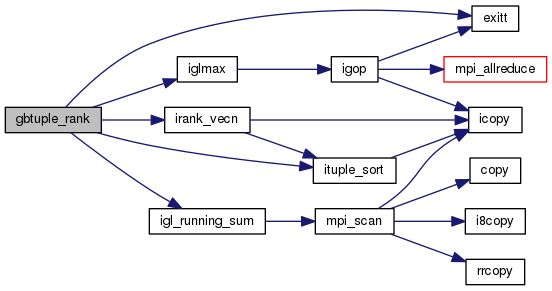 gbtuple_rank
exitt
iglmax
igop
mpi_allreduce
irank_vecn
icopy
ituple_sort
igl_running_sum
mpi_scan
copy
i8copy
rrcopy